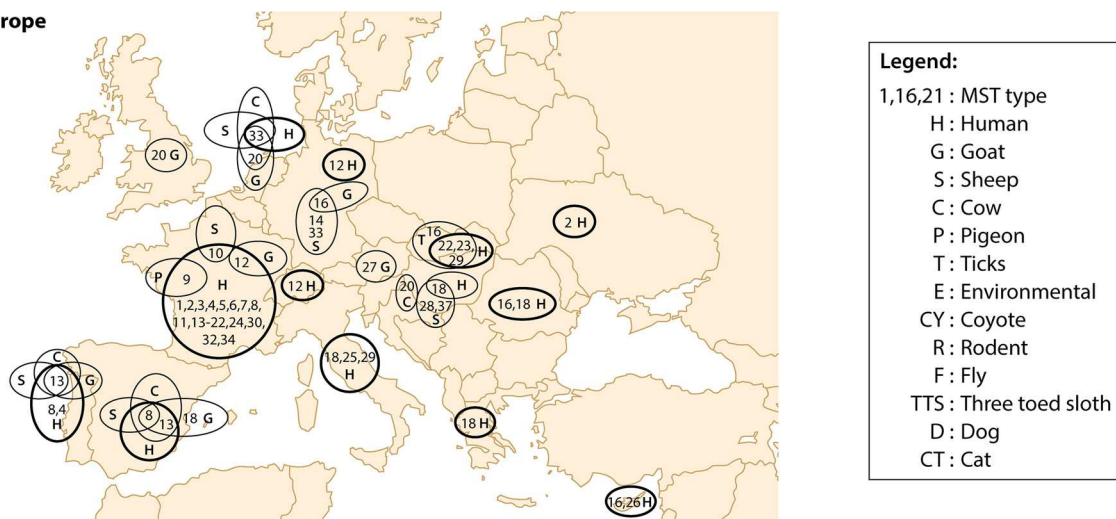 rope
C
S
33
H
20
G
20 G
12 H
16
G
14
33
S
2 H
S
10
12
G
P
9
H
1,2,3,4,5,6,7,8,
11,13-22,24,30,
32,34
12 H
T
16
22,23,
29
H
27 G
20
C
18
H
28,37
S
16,18 H
18,25,29
H
C
S
13
G
8,4
H
C
S
8
13
18 G
H
18 H
16,26 H
Legend:
1,16,21 : MST type
H : Human
G : Goat
S : Sheep
C : Cow
P : Pigeon
T : Ticks
E : Environmental
CY : Coyote
R : Rodent
F : Fly
TTS : Three toed sloth
D : Dog
CT : Cat